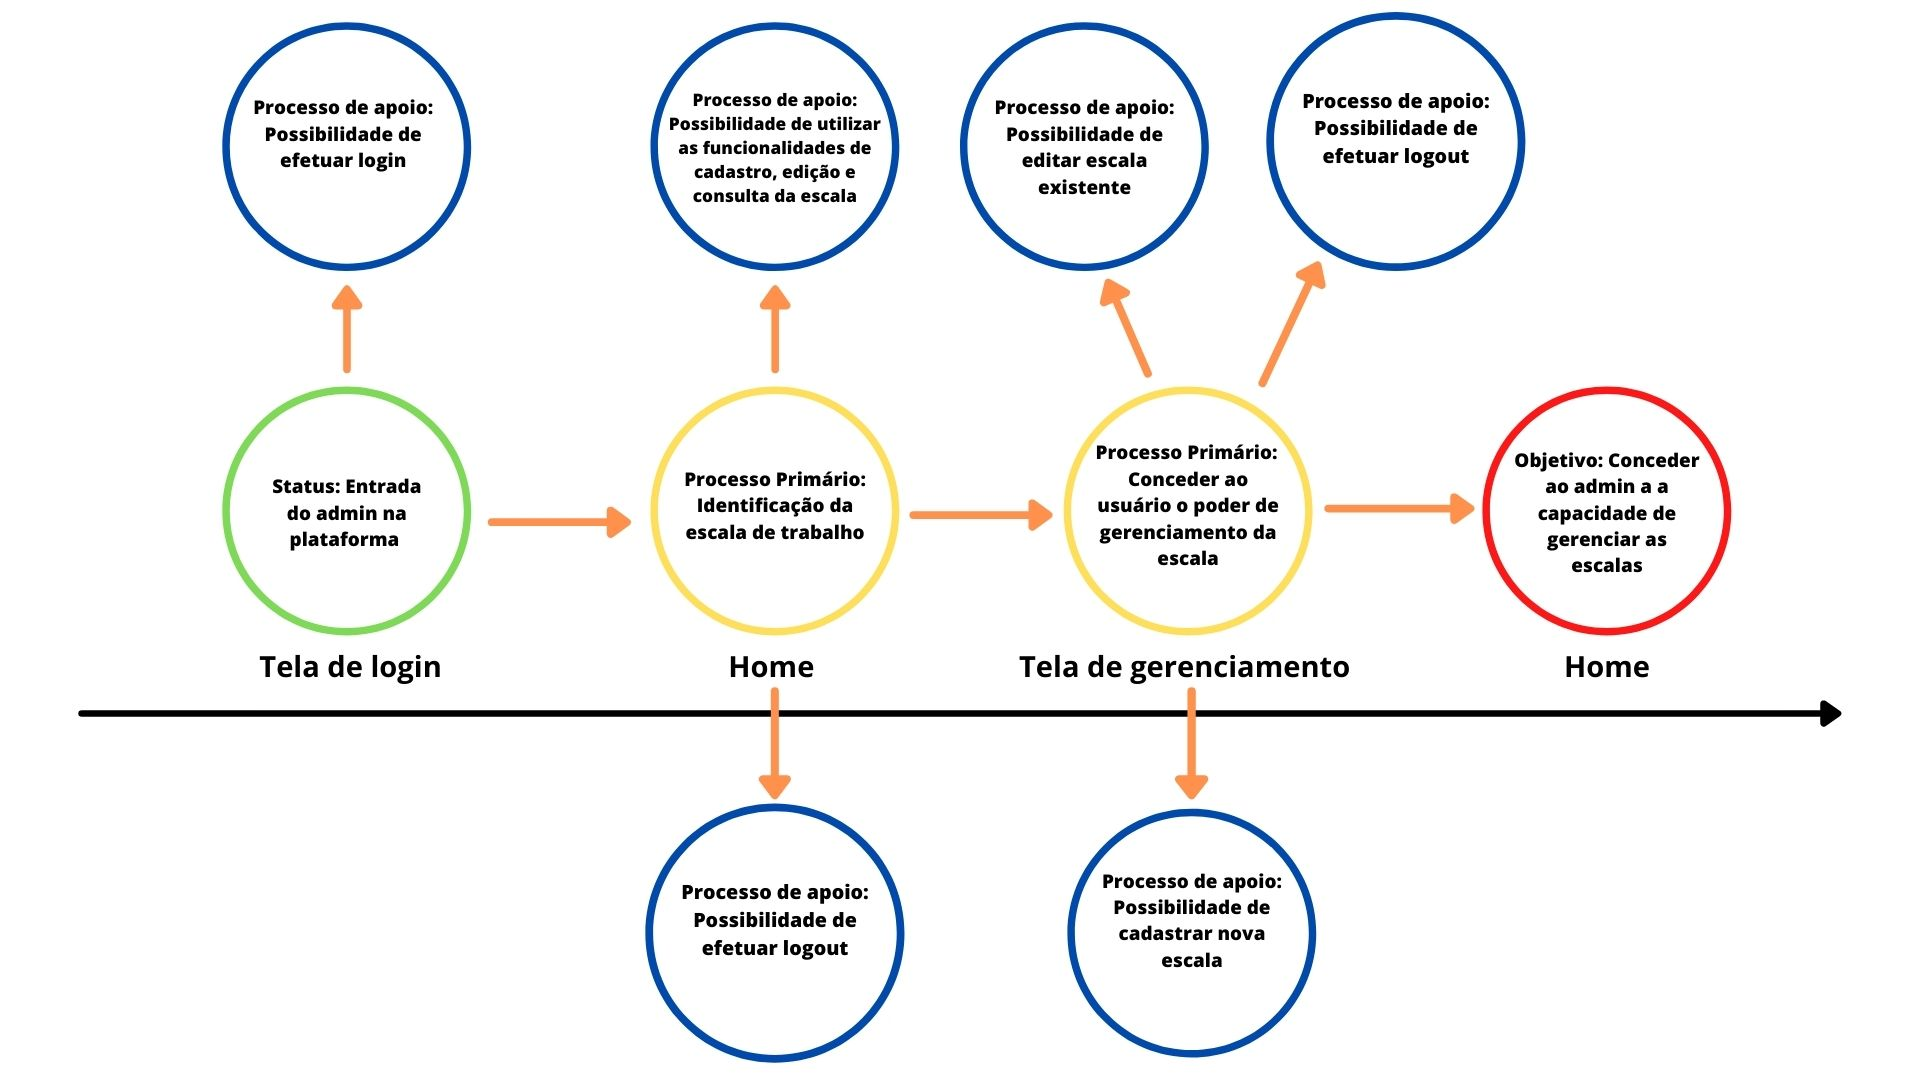 Processo de apoio:
Possibilidade de
efetuar login
Processo de apoio:
Possibilidade de utilizar
as funcionalidades de
cadastro, edição e
consulta da escala
Processo de apoio:
Possibilidade de
editar escala
existente
Processo de apoio:
Possibilidade de
efetuar logout
Status: Entrada
do admin na
plataforma
Processo Primário:
Identificação da
escala de trabalho
Processo Primário:
Conceder ao
usuário o poder de
gerenciamento da
escala
Objetivo: Conceder
ao admin a a
capacidade de
gerenciar as
escalas
Tela de login
Home
Tela de gerenciamento
Home
Processo de apoio:
Possibilidade de
efetuar logout
Processo de apoio:
Possibilidade de
cadastrar nova
escala